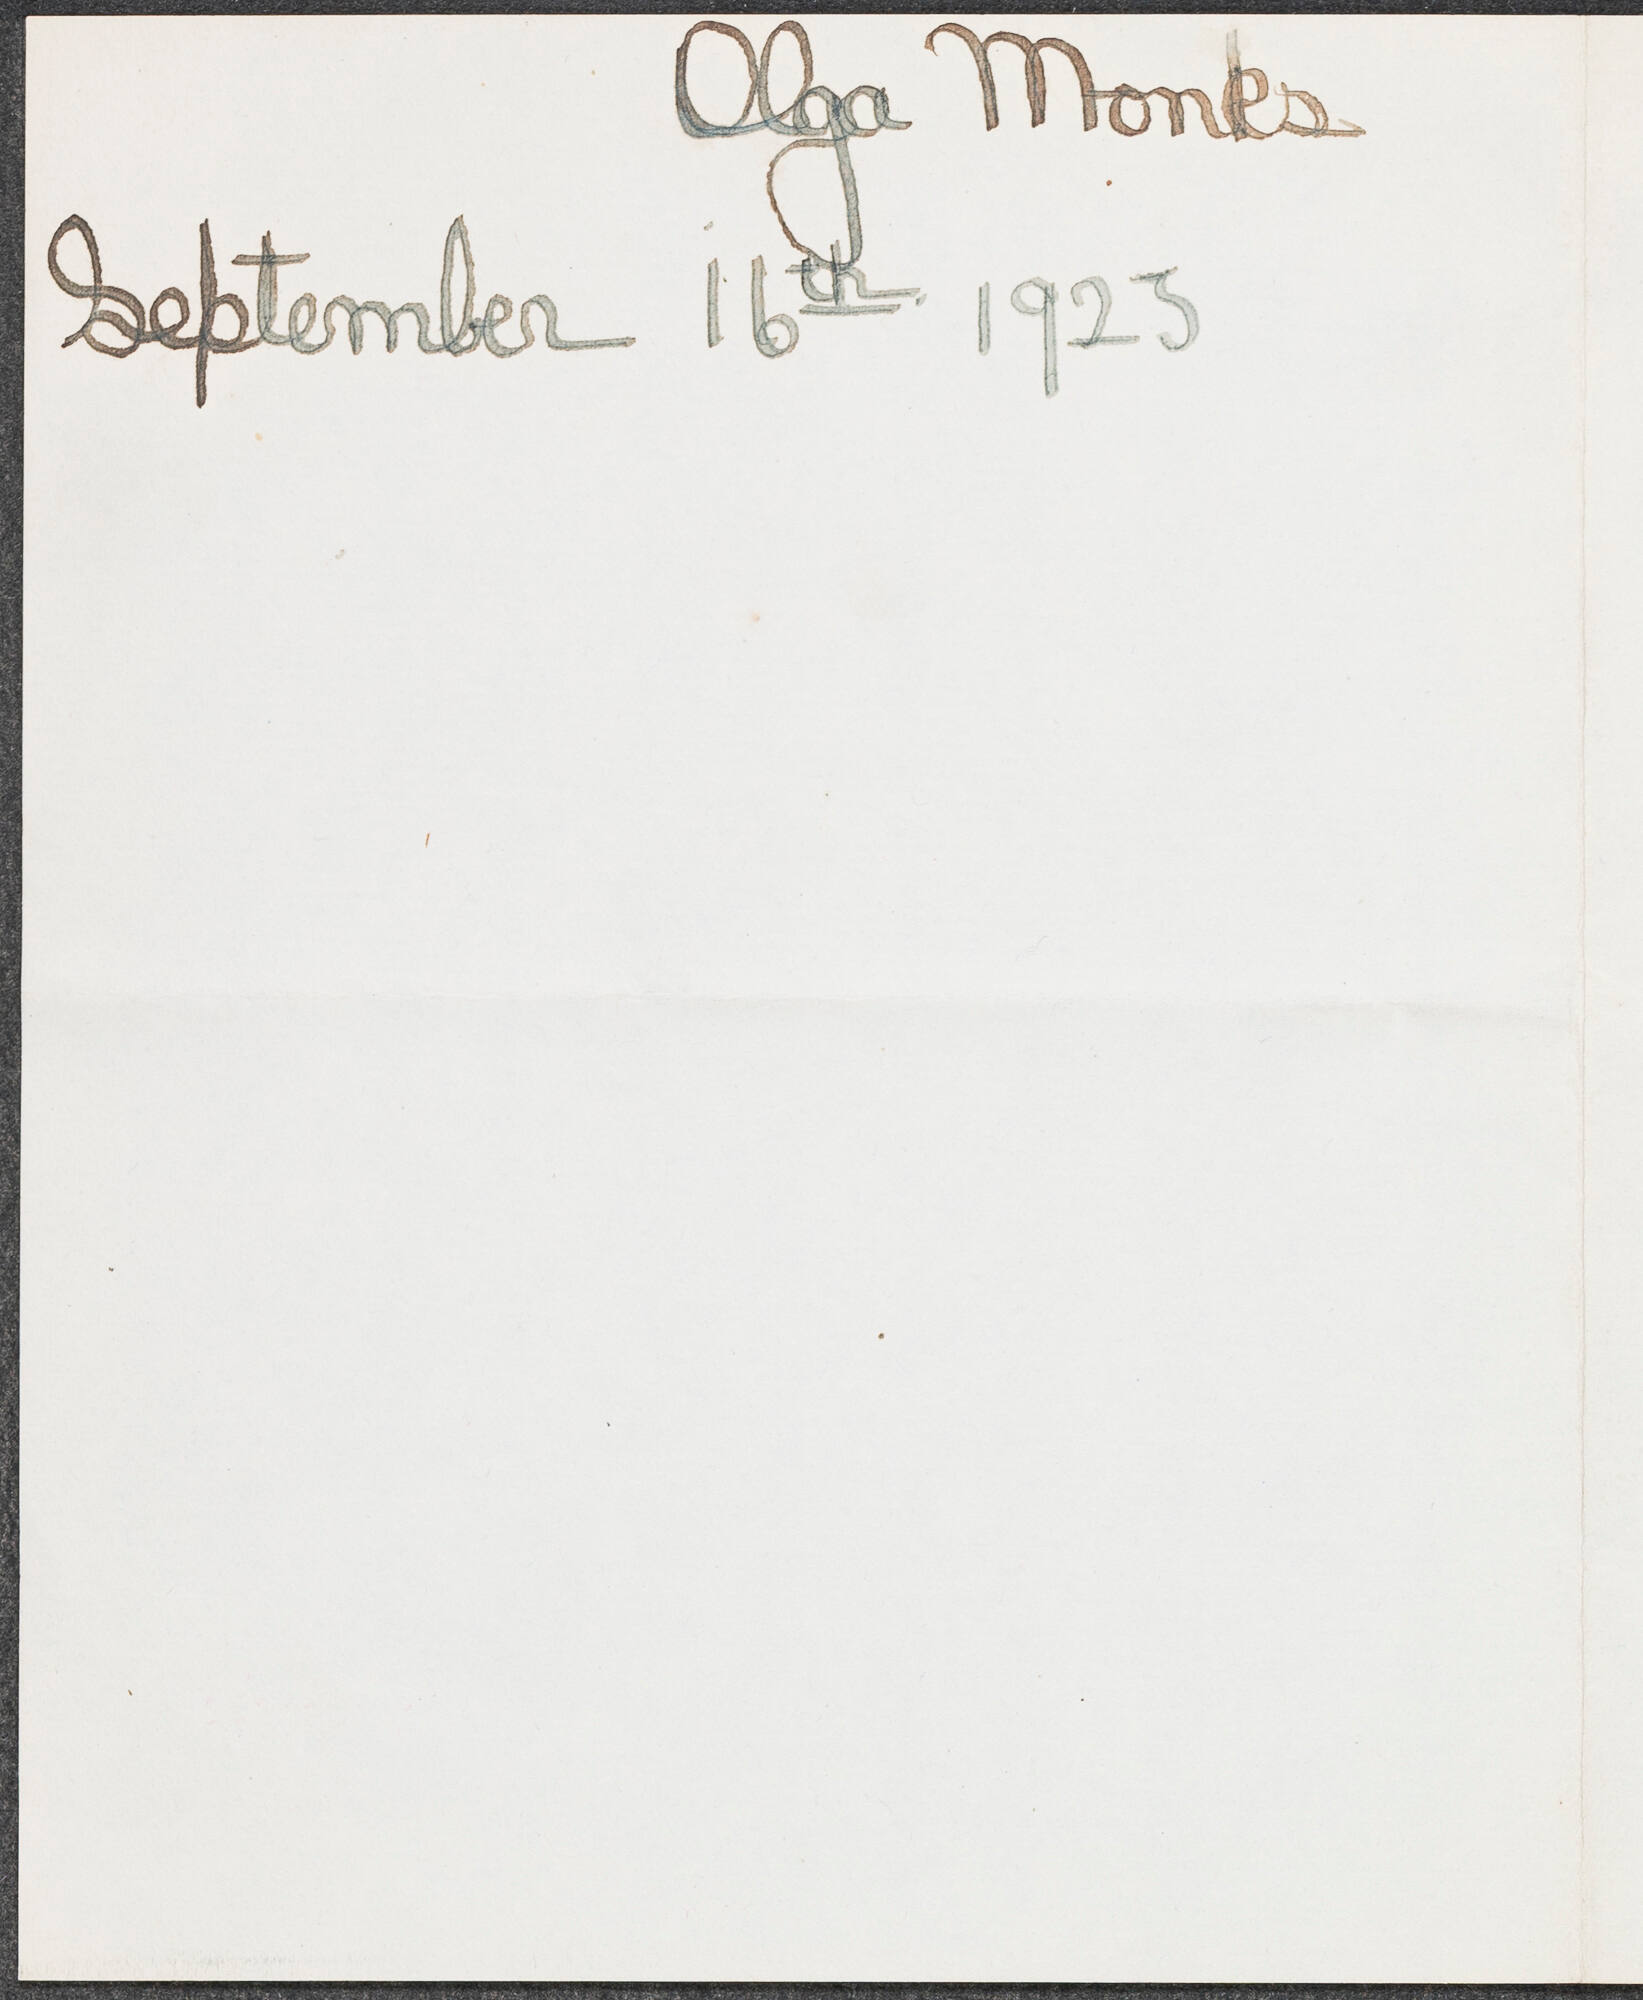 Olga Monks
September 16th. 1923